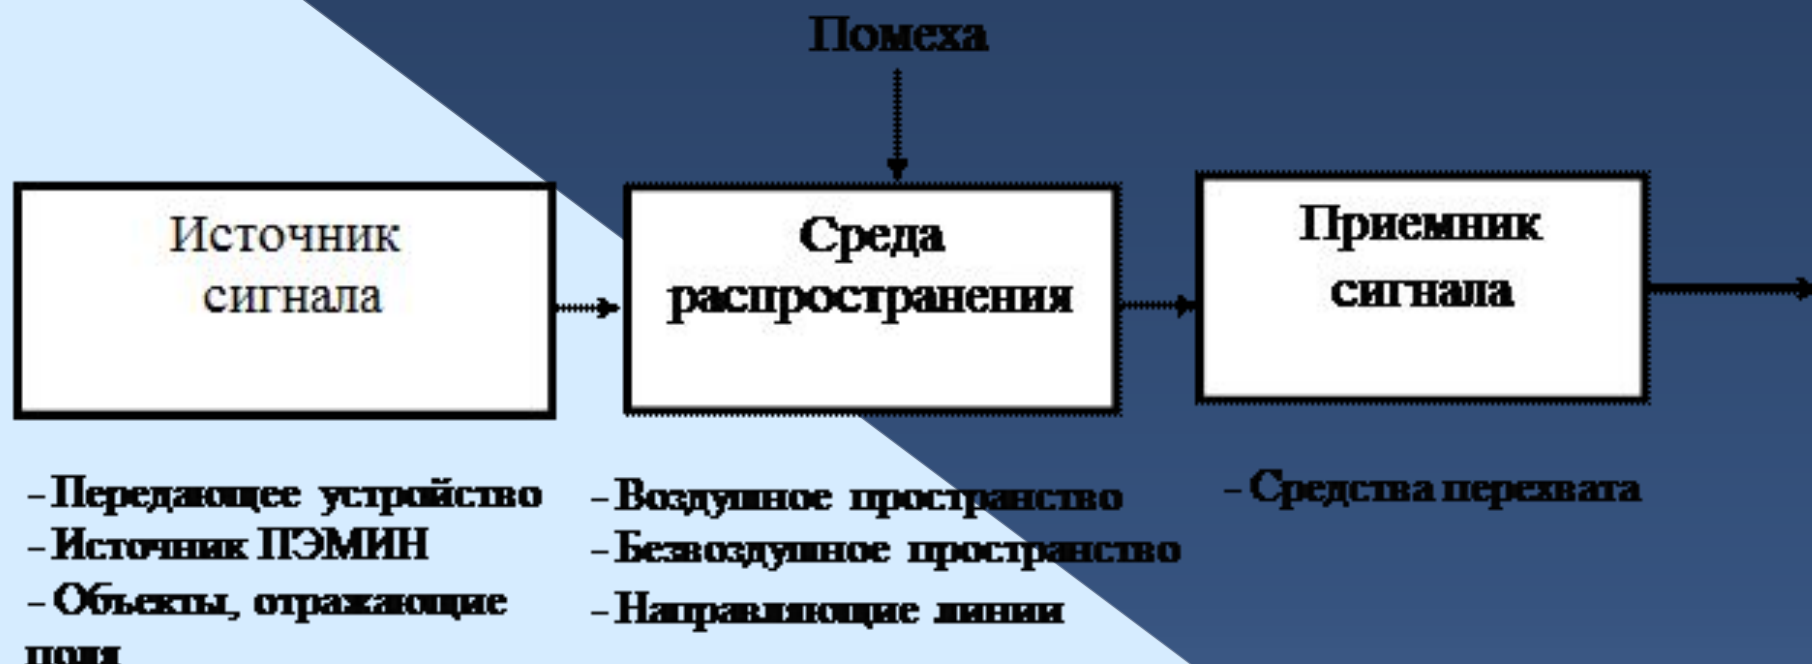 Помеха
Источник
сигнала
Среда
распространения
Приемник
сигнала
- Передающее устройство
- Источник ПЭМИН
- Объекты, отражающие
поля
- Воздушное пространство
- Безвоздушное пространство
- Направляющие линии
- Средства перехвата